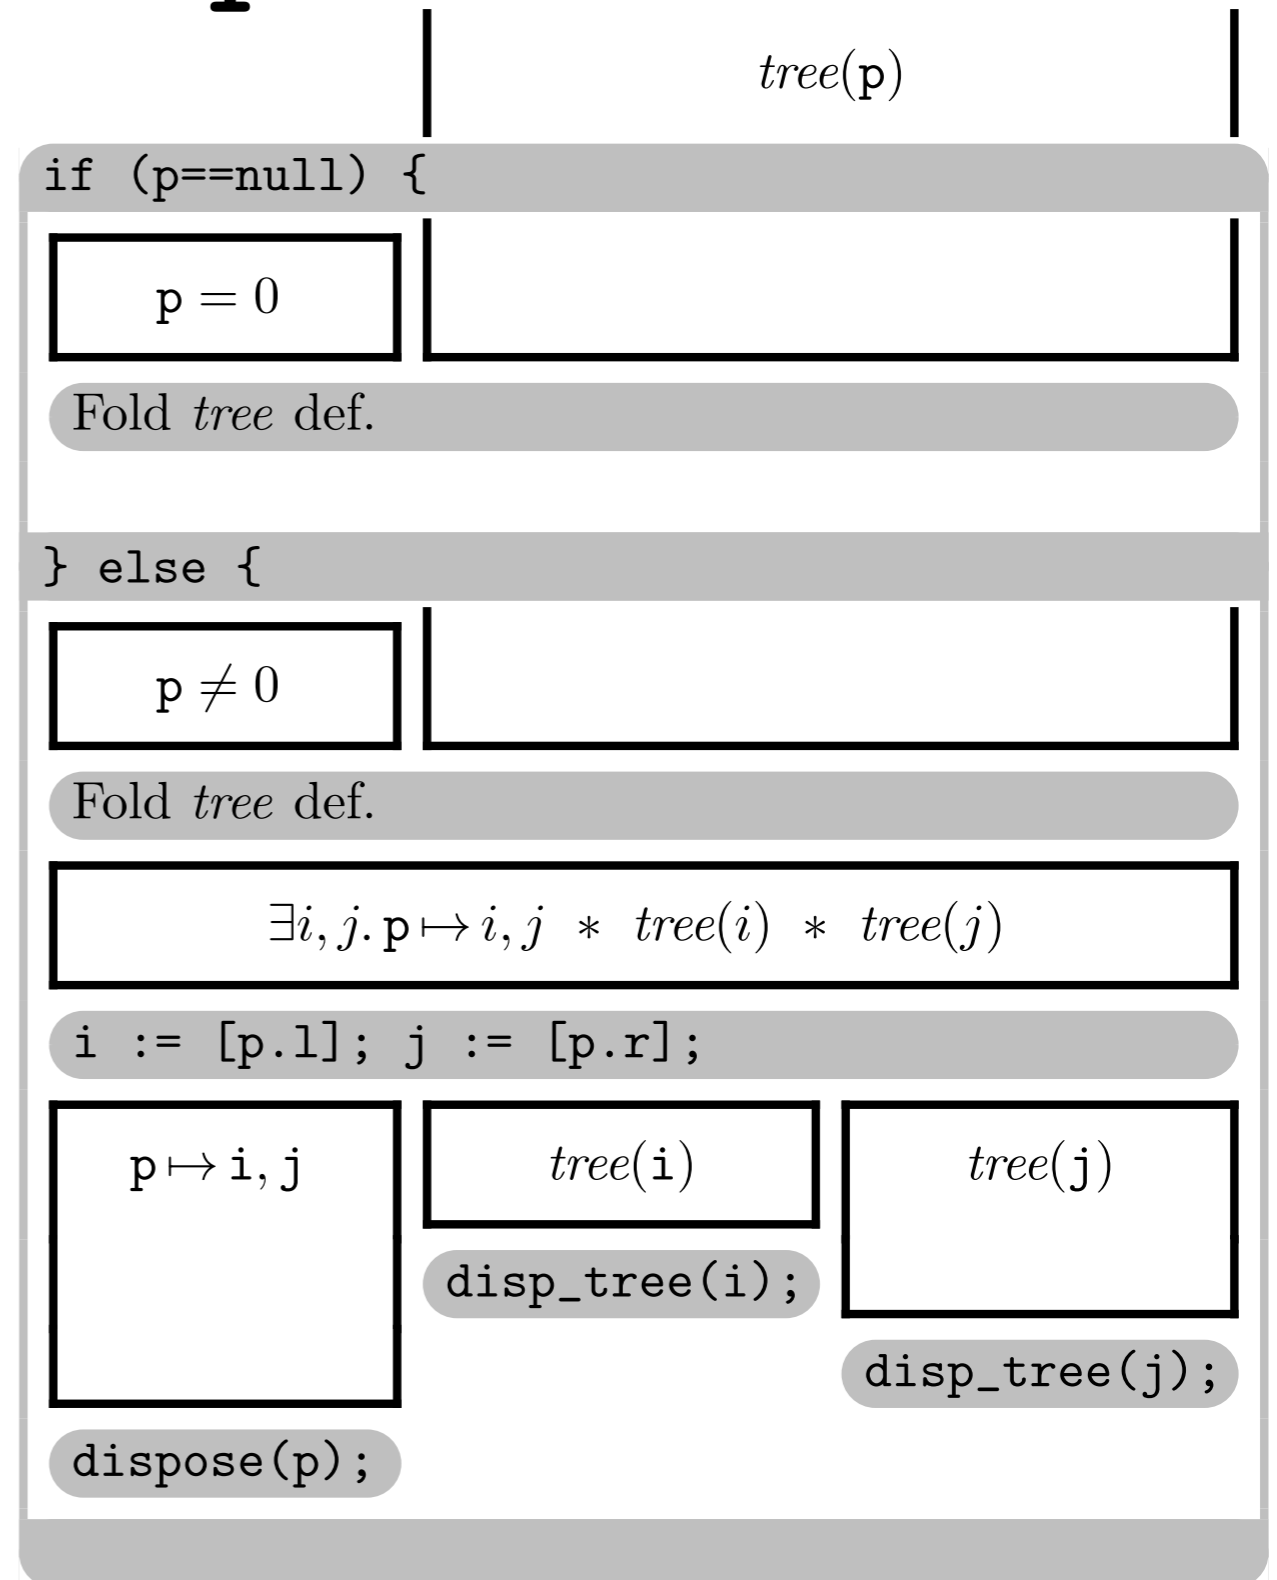 tree(p)
if (p==null) {
p = 0
Fold tree def.
} else {
p ≠ 0
Fold tree def.
∃i, j. p ↦ i, j ∗ tree(i) ∗ tree(j)
i := [p.l]; j := [p.r];
p ↦ i, j tree(i) tree(j)
disp_tree(i);
disp_tree(j);
dispose(p);